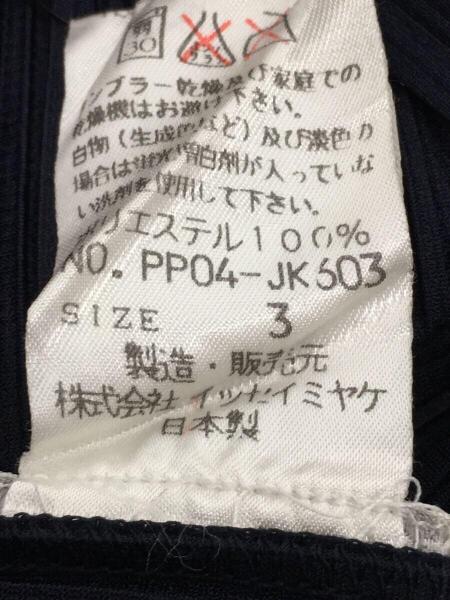 弱
30
タンブラー乾燥及び家庭での
乾燥機はお避け下さい。
白物(生成りなど)及び淡色の
場合は蛍光増白剤が入っていな
い洗剤を使用して下さい。
ポリエステル100%
NO. PP04-JK603
SIZE 3
製造・販売元
株式会社 イッセイミヤケ
日本製